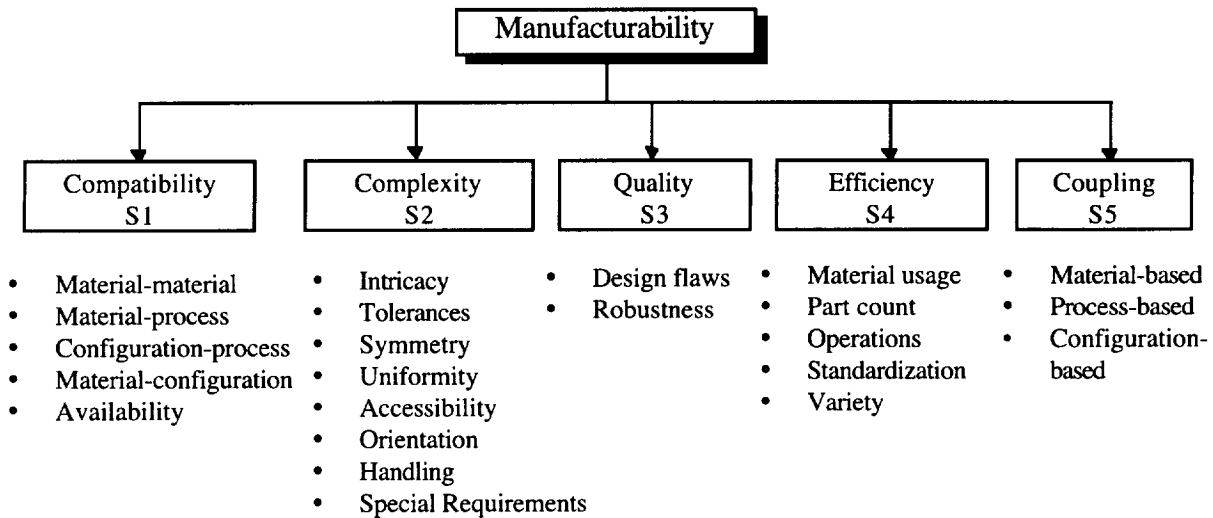 Manufacturability
Compatibility
S1
Complexity
S2
Quality
S3
Efficiency
S4
Coupling
S5
• Material-material
• Material-process
• Configuration-process
• Material-configuration
• Availability
• Intricacy
• Tolerances
• Symmetry
• Uniformity
• Accessibility
• Orientation
• Handling
• Special Requirements
• Design flaws
• Robustness
• Material usage
• Part count
• Operations
• Standardization
• Variety
• Material-based
• Process-based
• Configuration-
based